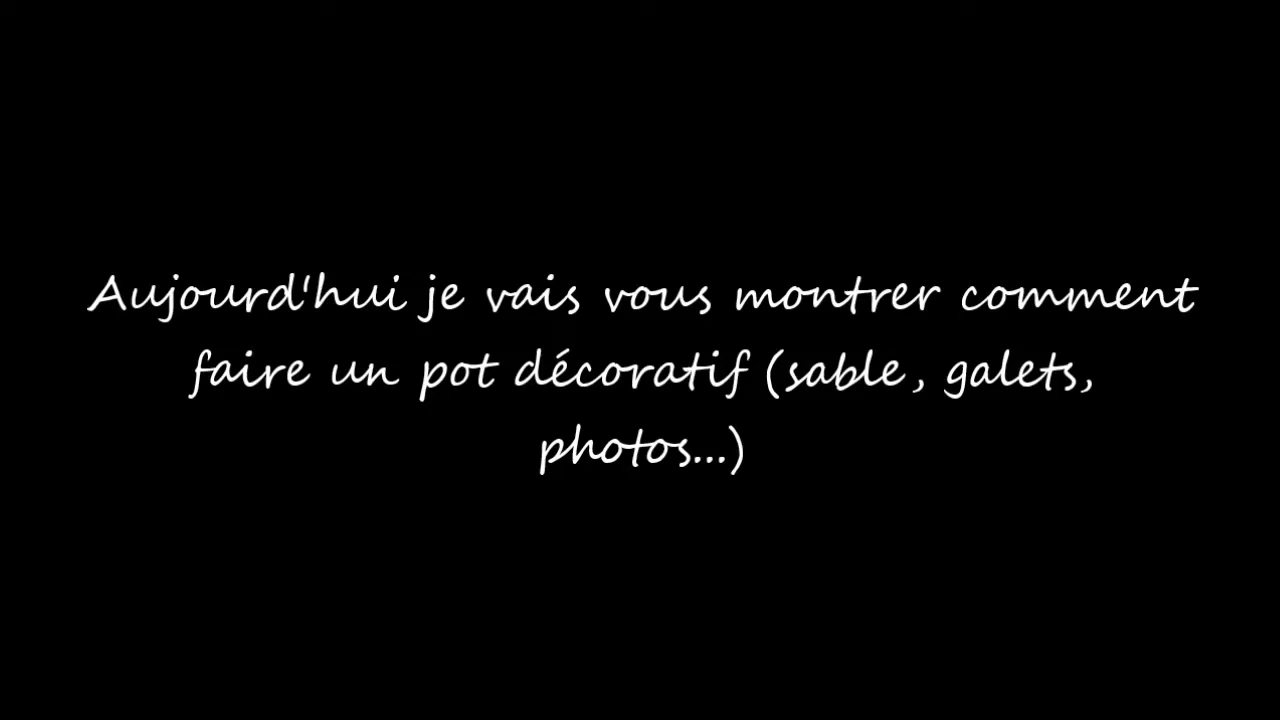 Aujourd'hui je vais vous montrer comment
faire un pot décoratif (sable, galets,
photos...)